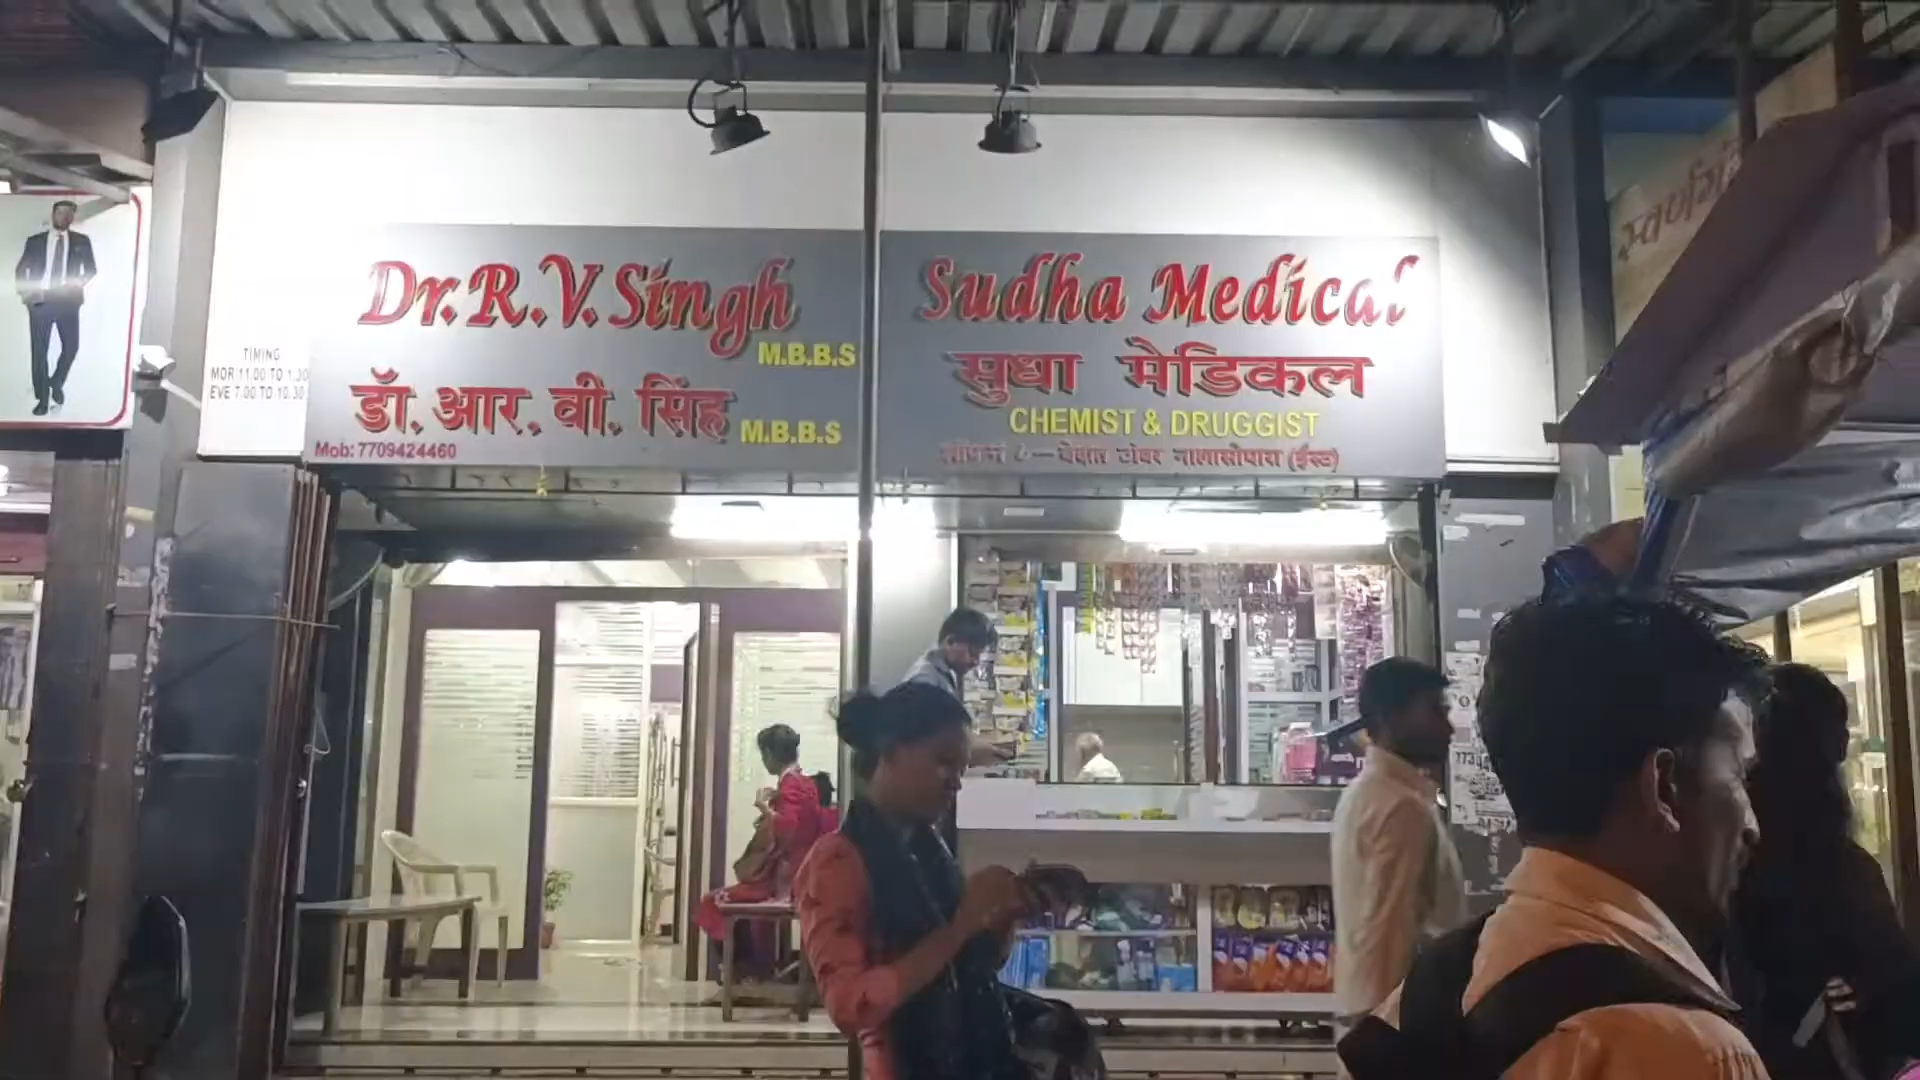 TIMING
MOR 11.00 TO 1.30
EVE 7.00 TO 10.30
Dr. R. V. Singh
M.B.B.S
डॉ. आर. वी. सिंह
M.B.B.S
Mob: 7709424460
Sudha Medical
सुधा मेडिकल
CHEMIST & DRUGGIST
नालासोपारा (ईस्ट)